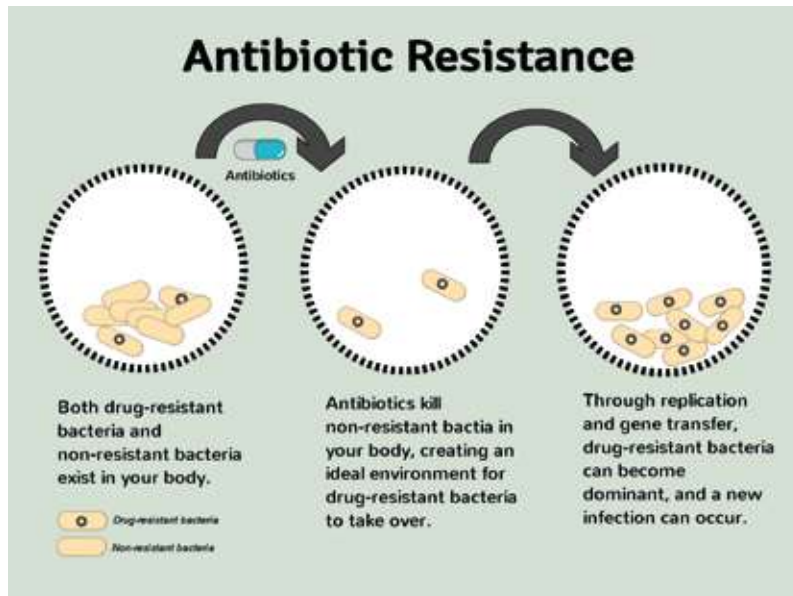 Antibiotic Resistance
Antibiotics
Both drug-resistant
bacteria and
non-resistant bacteria
exist in your body.
Drug-resistant bacteria
Non-resistant bacteria
Antibiotics kill
non-resistant bactia in
your body, creating an
ideal environment for
drug-resistant bacteria
to take over.
Through replication
and gene transfer,
drug-resistant bacteria
can become
dominant, and a new
infection can occur.